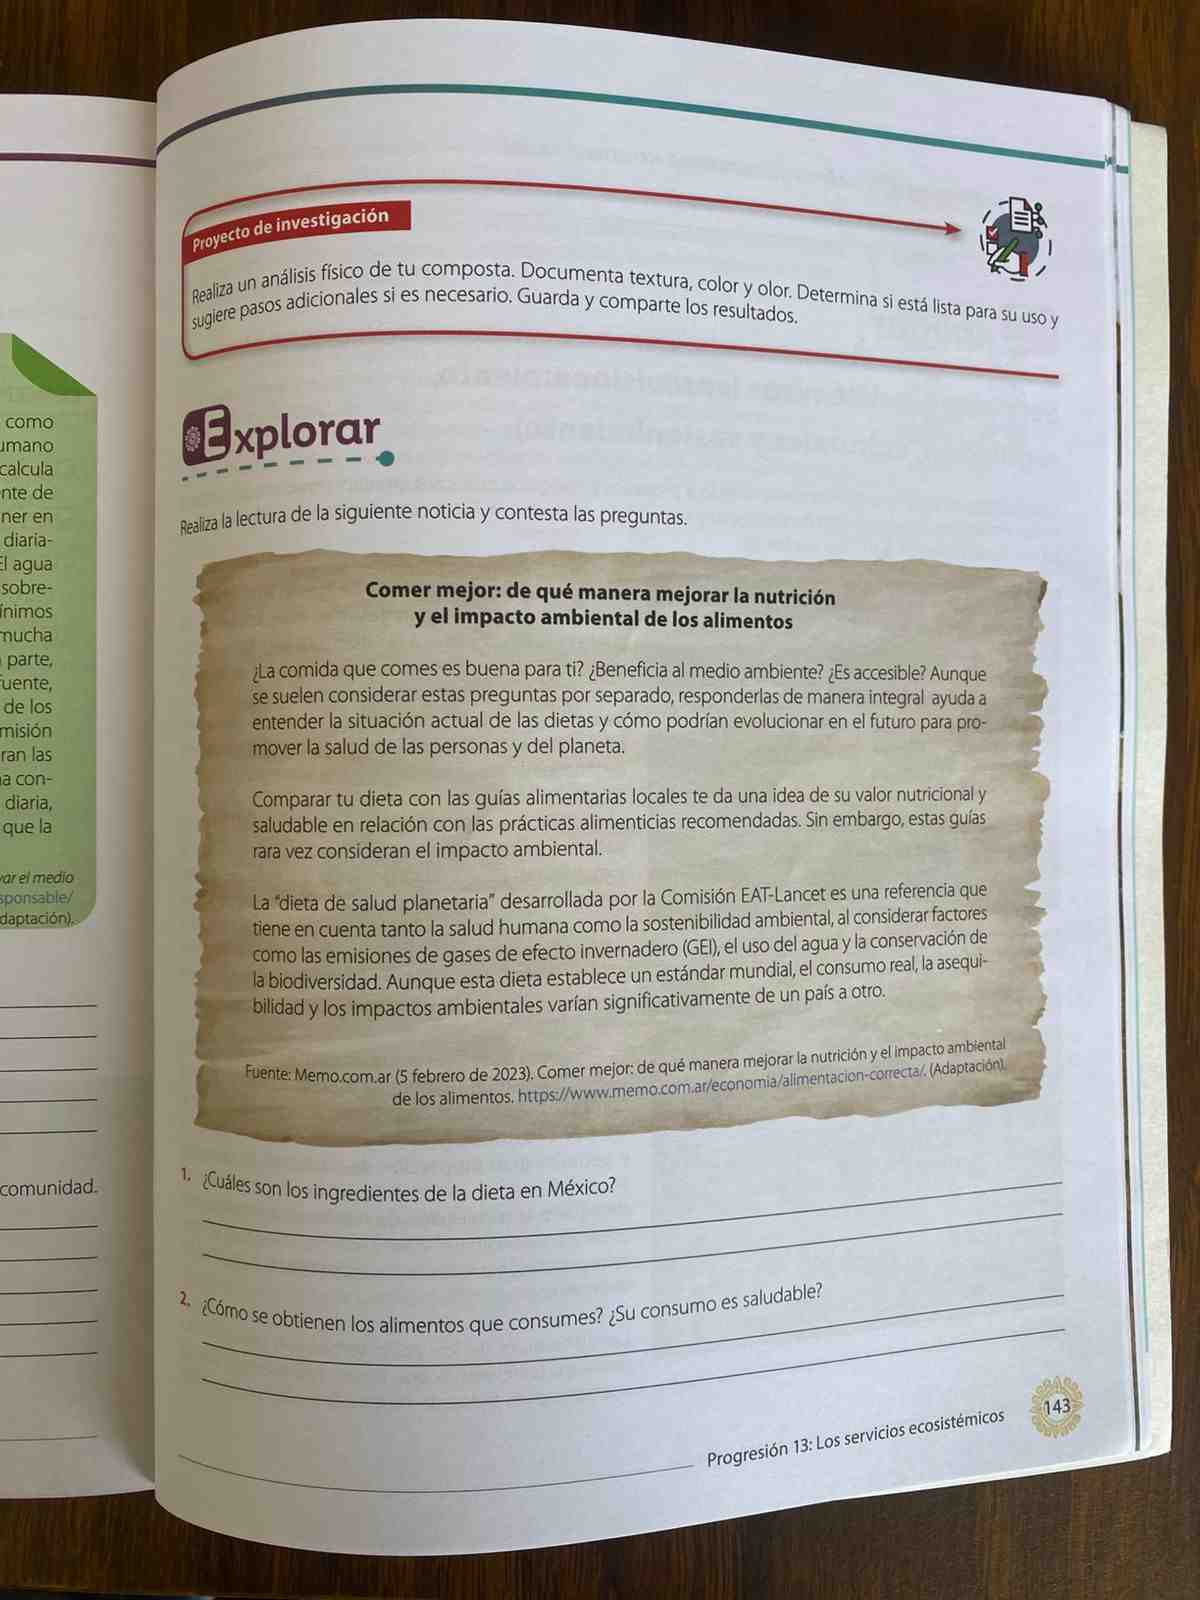 como
umano
calcula
nte de
ner en
diaria-
El agua
sobre-
ínimos
mucha
parte,
fuente,
de los
misión
ran las
a con-
diaria,
que la
var el medio
sponsable/
daptación).
comunidad.
Proyecto de investigación
Realiza un análisis físico de tu composta. Documenta textura, color y olor. Determina si está lista para su uso y
sugiere pasos adicionales si es necesario. Guarda y comparte los resultados.
Explorar
Realiza la lectura de la siguiente noticia y contesta las preguntas.
Comer mejor: de qué manera mejorar la nutrición
y el impacto ambiental de los alimentos
¿La comida que comes es buena para ti? ¿Beneficia al medio ambiente? ¿Es accesible? Aunque
se suelen considerar estas preguntas por separado, responderlas de manera integral ayuda a
entender la situación actual de las dietas y cómo podrían evolucionar en el futuro para pro-
mover la salud de las personas y del planeta.
Comparar tu dieta con las guías alimentarias locales te da una idea de su valor nutricional y
saludable en relación con las prácticas alimenticias recomendadas. Sin embargo, estas guías
rara vez consideran el impacto ambiental.
La “dieta de salud planetaria” desarrollada por la Comisión EAT-Lancet es una referencia que
tiene en cuenta tanto la salud humana como la sostenibilidad ambiental, al considerar factores
como las emisiones de gases de efecto invernadero (GEI), el uso del agua y la conservación de
la biodiversidad. Aunque esta dieta establece un estándar mundial, el consumo real, la asequi-
bilidad y los impactos ambientales varían significativamente de un país a otro.
Fuente: Memo.com.ar (5 febrero de 2023). Comer mejor: de qué manera mejorar la nutrición y el impacto ambiental
de los alimentos. https://www.memo.com.ar/economia/alimentacion-correcta/. (Adaptación).
1. ¿Cuáles son los ingredientes de la dieta en México?
2. ¿Cómo se obtienen los alimentos que consumes? ¿Su consumo es saludable?
Progresión 13: Los servicios ecosistémicos
143